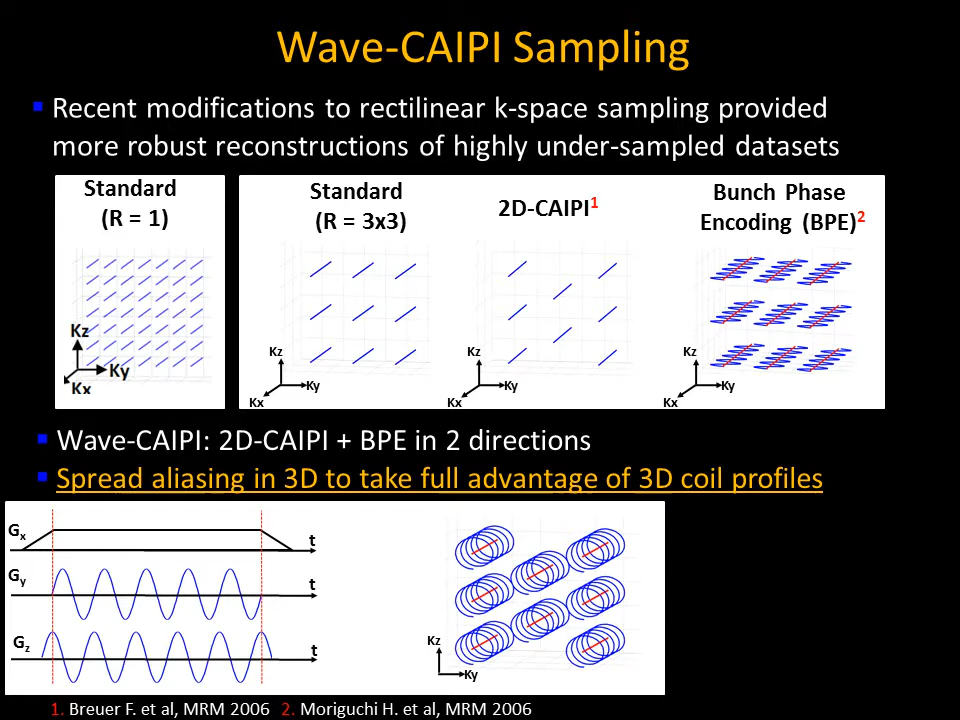 Wave-CAIPI Sampling
Recent modifications to rectilinear k-space sampling provided
more robust reconstructions of highly under-sampled datasets
Standard
(R = 1)
Kz
Ky
Kx
Standard
(R = 3x3)
Kz
Ky
Kx
2D-CAIPI1
Kz
Ky
Kx
Bunch Phase
Encoding (BPE)2
Kz
Ky
Kx
Wave-CAIPI: 2D-CAIPI + BPE in 2 directions
Spread aliasing in 3D to take full advantage of 3D coil profiles
Gx
t
Gy
t
Gz
t
Kz
Ky
1. Breuer F. et al, MRM 2006 2. Moriguchi H. et al, MRM 2006